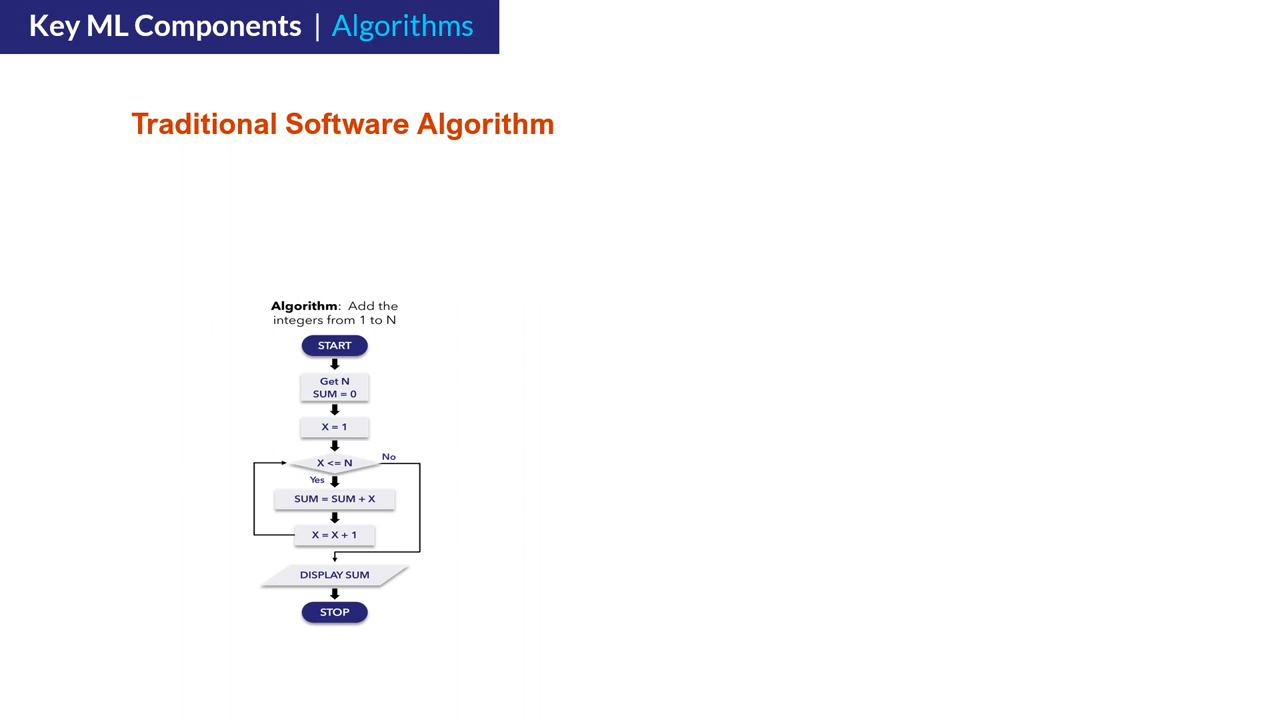 Key ML Components | Algorithms
Traditional Software Algorithm
Algorithm: Add the
integers from 1 to N
START
Get N
SUM = 0
X = 1
X <= N
No
Yes
SUM = SUM + X
X = X + 1
DISPLAY SUM
STOP